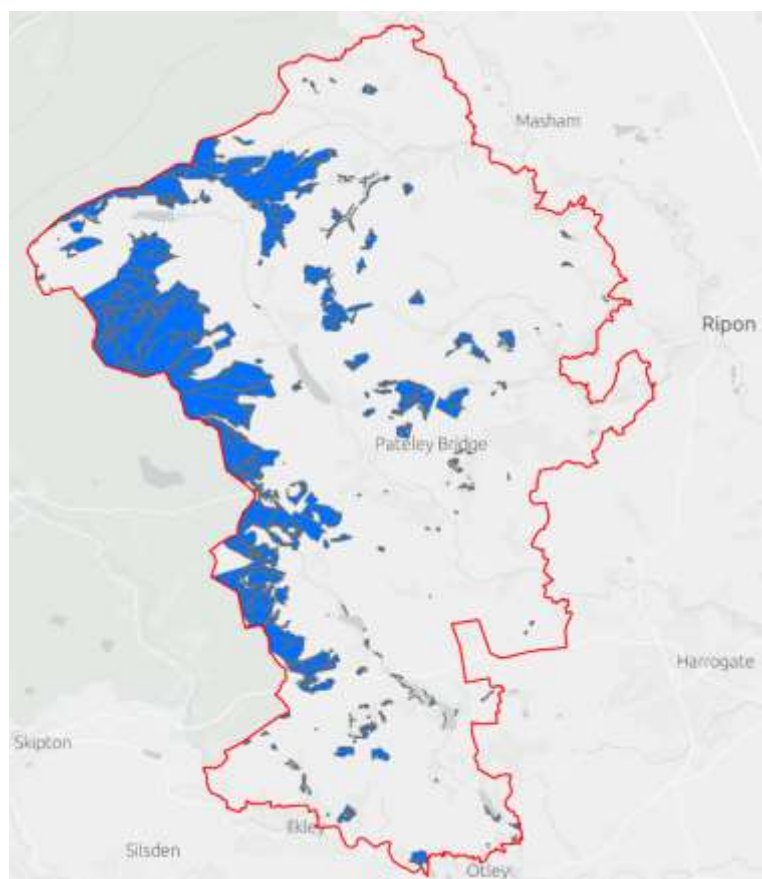 Masham
Ripon
Pateley Bridge
Harrogate
Skipton
Ilkley
Silsden
Otley